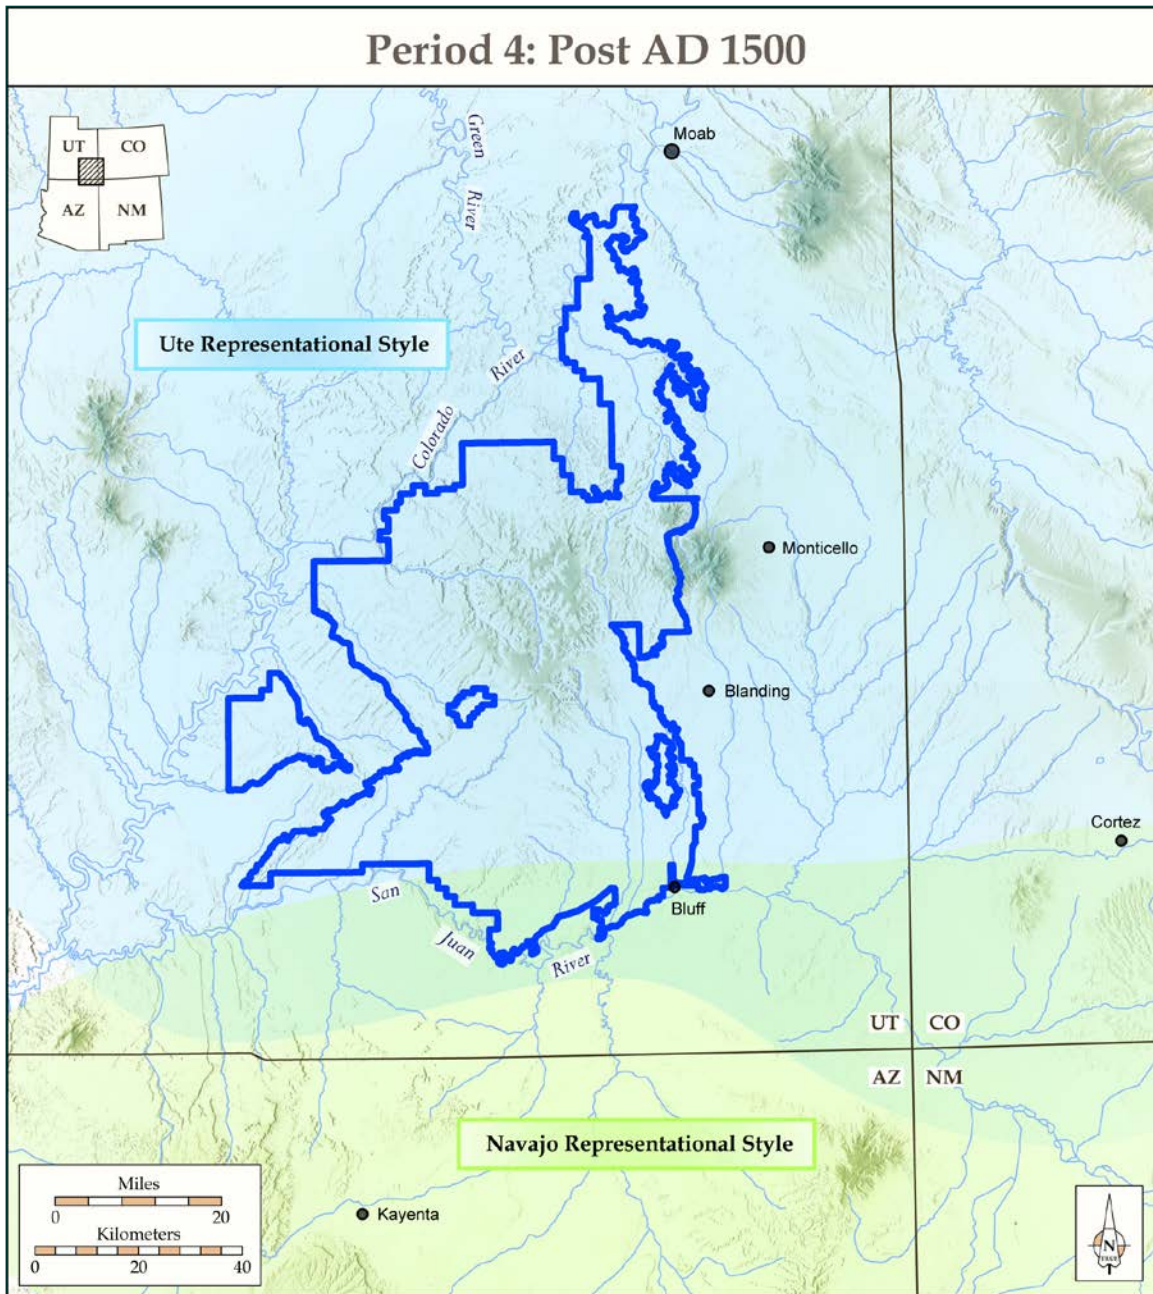 Period 4: Post AD 1500
UT
CO
AZ
NM
Green
River
Moab
Ute Representational Style
River
Colorado
Monticello
Blanding
Cortez
San
Bluff
Juan
River
UT
CO
AZ
NM
Navajo Representational Style
Miles
0
20
Kilometers
0
20
40
Kayenta
N